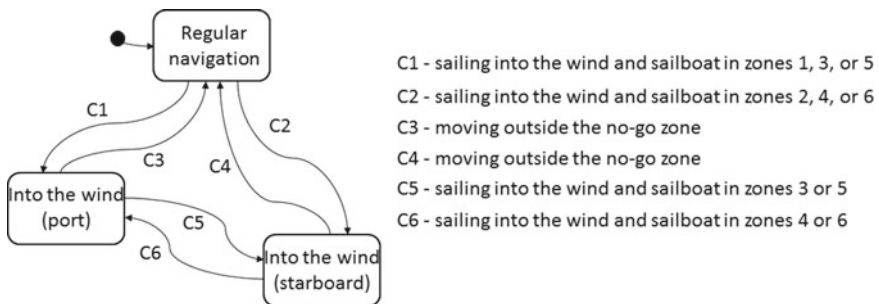 Regular
navigation
C1
C2
C3
C4
Into the wind
(port)
C5
C6
Into the wind
(starboard)
C1 - sailing into the wind and sailboat in zones 1, 3, or 5
C2 - sailing into the wind and sailboat in zones 2, 4, or 6
C3 - moving outside the no-go zone
C4 - moving outside the no-go zone
C5 - sailing into the wind and sailboat in zones 3 or 5
C6 - sailing into the wind and sailboat in zones 4 or 6